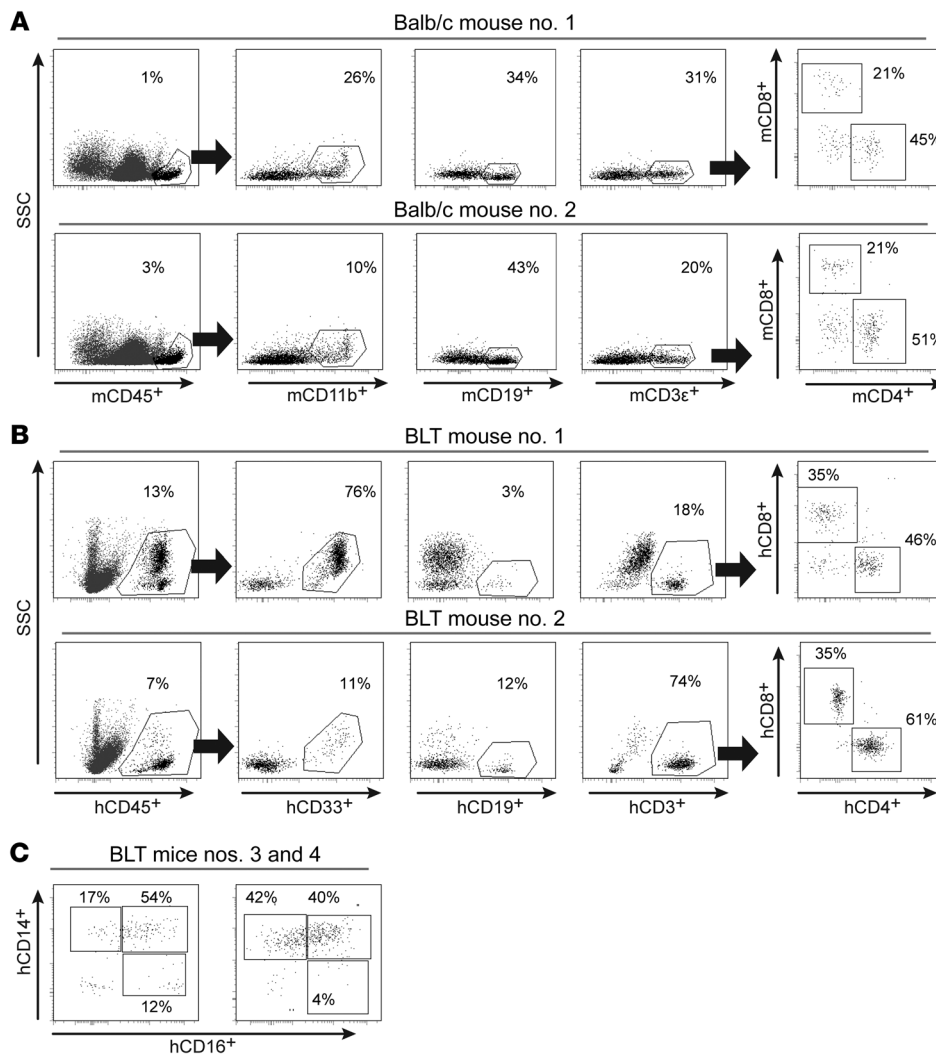 A
Balb/c mouse no. 1
1% 26% 34% 31% 21%
45%
mCD8+
SSC
Balb/c mouse no. 2
3% 10% 43% 20% 21%
51%
mCD8+
mCD45+ mCD11b+ mCD19+ mCD3ε+ mCD4+
B
BLT mouse no. 1
13% 76% 3% 18% 35%
46%
hCD8+
SSC
BLT mouse no. 2
7% 11% 12% 74% 35%
61%
hCD8+
hCD45+ hCD33+ hCD19+ hCD3+ hCD4+
C
BLT mice nos. 3 and 4
17% 54% 42% 40%
hCD14+
12% 4%
hCD16+